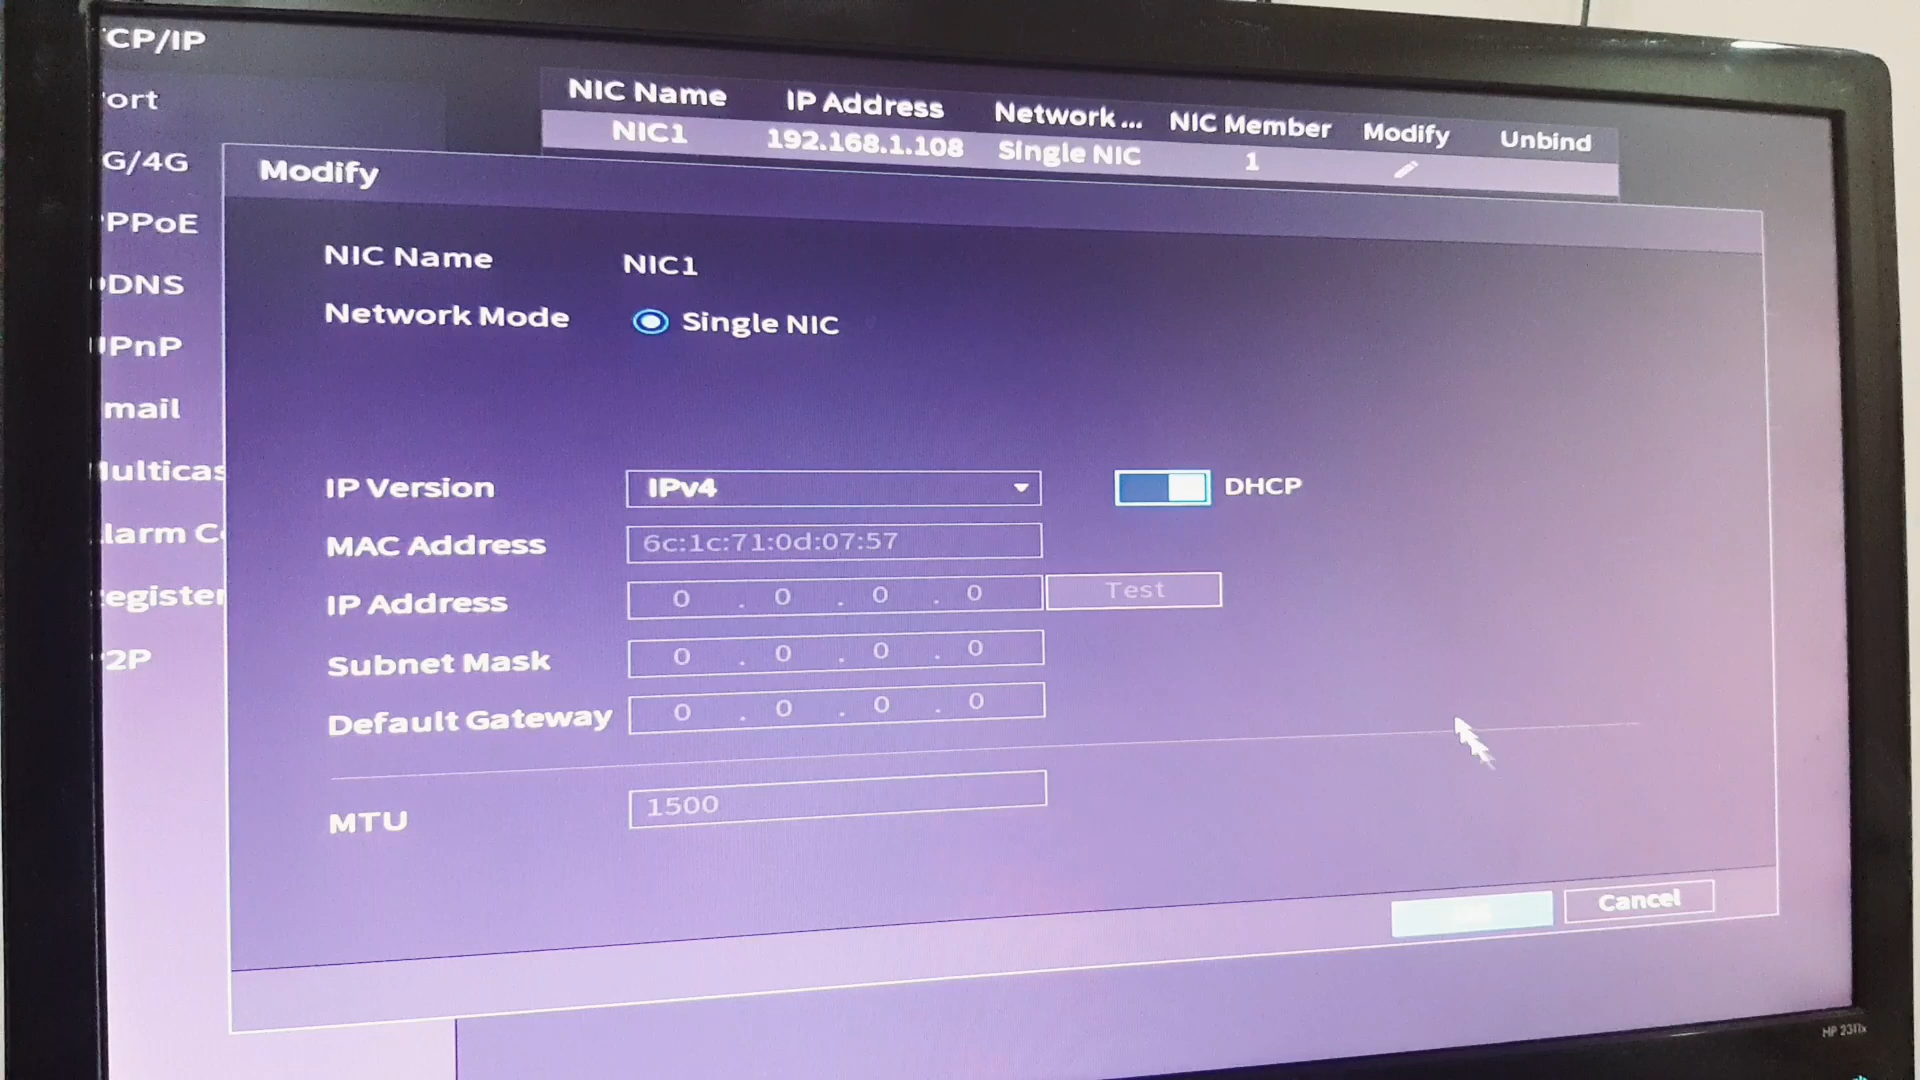 CP/IP
ort
G/4G
PPoE
DNS
PnP
mail
ulticas
larm C
egister
2P
NIC Name IP Address Network... NIC Member Modify Unbind
NIC1 192.168.1.108 Single NIC 1
Modify
NIC Name NIC1
Network Mode Single NIC
IP Version IPv4 DHCP
MAC Address 6c:1c:71:0d:07:57
IP Address 0 . 0 . 0 . 0 Test
Subnet Mask 0 . 0 . 0 . 0
Default Gateway 0 . 0 . 0 . 0
MTU 1500
Cancel
HP 2311x